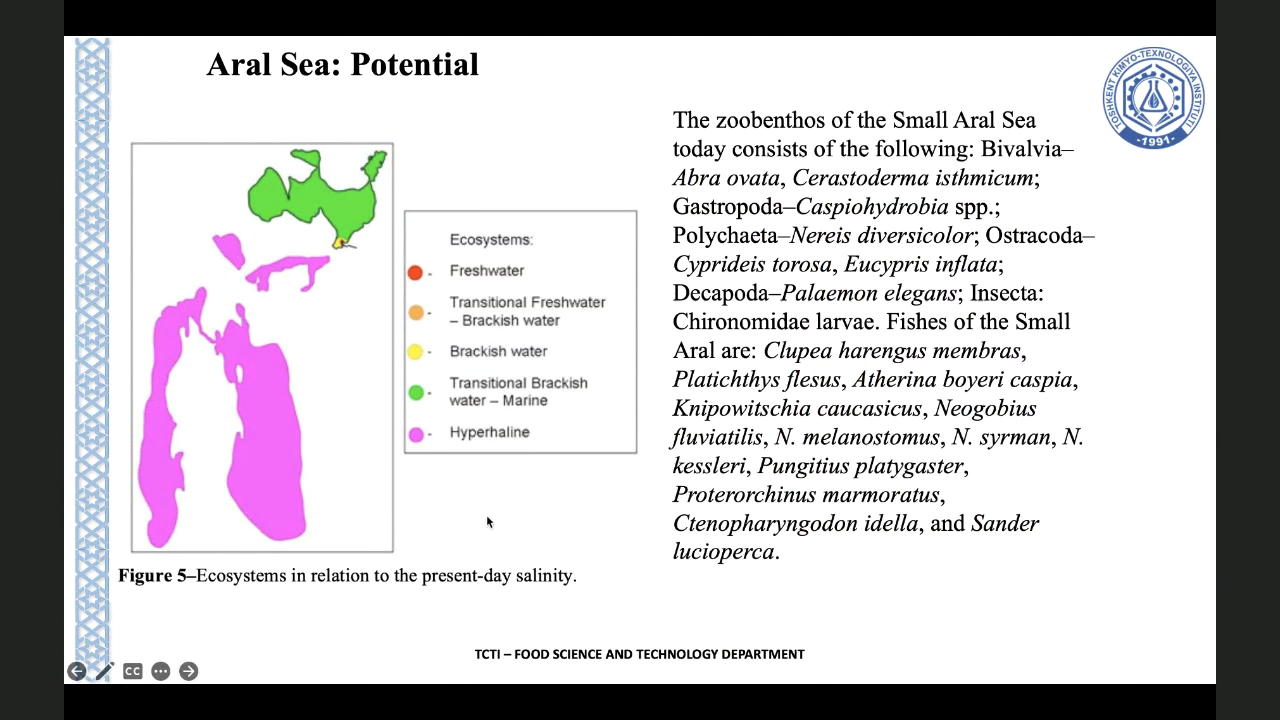 Aral Sea: Potential
TOSHKENT KIMYO-TEXNOLOGIYA INSTITUTI
-1991-
Ecosystems:
- Freshwater
- Transitional Freshwater
– Brackish water
- Brackish water
- Transitional Brackish
water – Marine
- Hyperhaline
Figure 5–Ecosystems in relation to the present-day salinity.
The zoobenthos of the Small Aral Sea
today consists of the following: Bivalvia–
Abra ovata, Cerastoderma isthmicum;
Gastropoda–Caspiohydrobia spp.;
Polychaeta–Nereis diversicolor; Ostracoda–
Cyprideis torosa, Eucypris inflata;
Decapoda–Palaemon elegans; Insecta:
Chironomidae larvae. Fishes of the Small
Aral are: Clupea harengus membras,
Platichthys flesus, Atherina boyeri caspia,
Knipowitschia caucasicus, Neogobius
fluviatilis, N. melanostomus, N. syrman, N.
kessleri, Pungitius platygaster,
Proterorchinus marmoratus,
Ctenopharyngodon idella, and Sander
lucioperca.
TCTI – FOOD SCIENCE AND TECHNOLOGY DEPARTMENT
CC